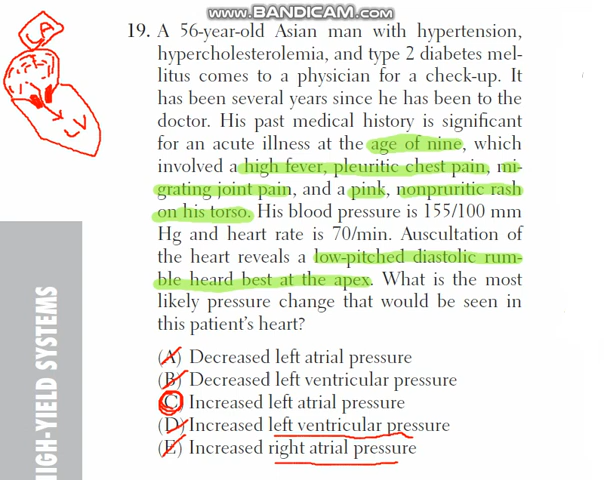 www.BANDICAM.com
19. A 56-year-old Asian man with hypertension,
hypercholesterolemia, and type 2 diabetes mel-
litus comes to a physician for a check-up. It
has been several years since he has been to the
doctor. His past medical history is significant
for an acute illness at the age of nine, which
involved a high fever, pleuritic chest pain, mi-
grating joint pain, and a pink, nonpruritic rash
on his torso. His blood pressure is 155/100 mm
Hg and heart rate is 70/min. Auscultation of
the heart reveals a low-pitched diastolic rum-
ble heard best at the apex. What is the most
likely pressure change that would be seen in
this patient's heart?
(A) Decreased left atrial pressure
(B) Decreased left ventricular pressure
(C) Increased left atrial pressure
(D) Increased left ventricular pressure
(E) Increased right atrial pressure
HIGH-YIELD SYSTEMS
LA
LV